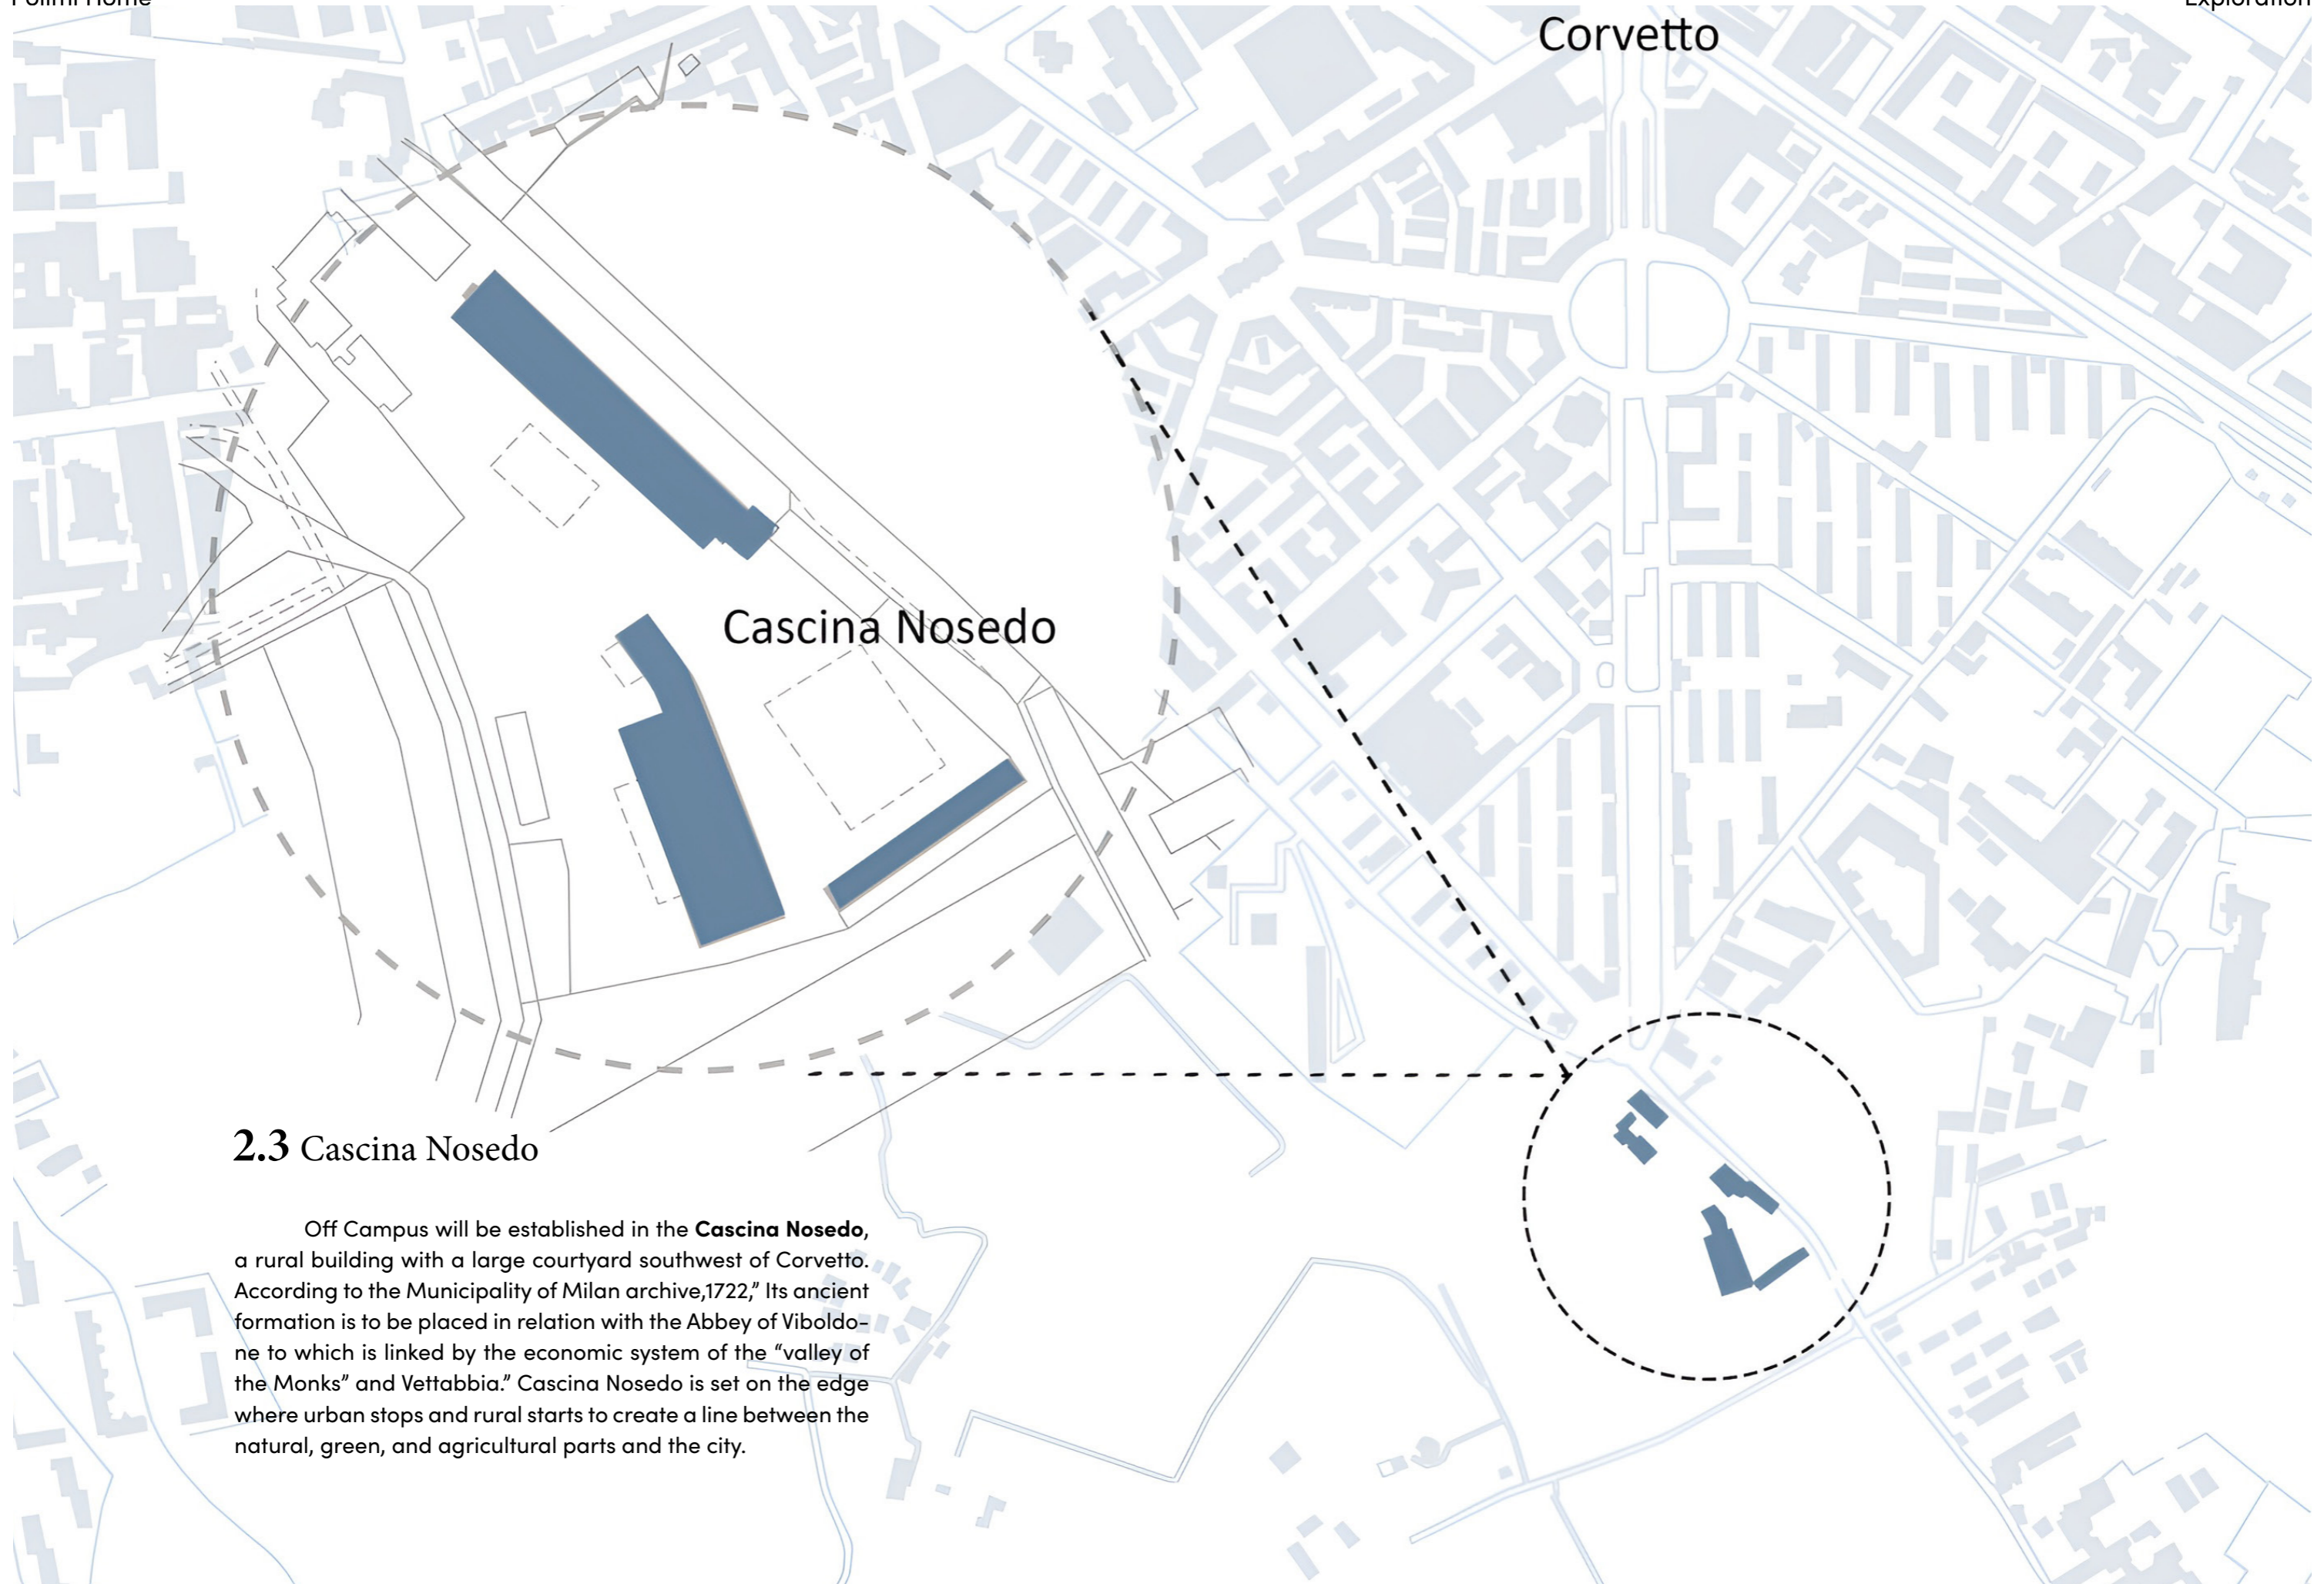 Polimi Home
Exploration
Corvetto
Cascina Nosedo
2.3 Cascina Nosedo
Off Campus will be established in the Cascina Nosedo,
a rural building with a large courtyard southwest of Corvetto.
According to the Municipality of Milan archive,1722,” Its ancient
formation is to be placed in relation with the Abbey of Viboldo-
ne to which is linked by the economic system of the “valley of
the Monks” and Vettabbia.” Cascina Nosedo is set on the edge
where urban stops and rural starts to create a line between the
natural, green, and agricultural parts and the city.